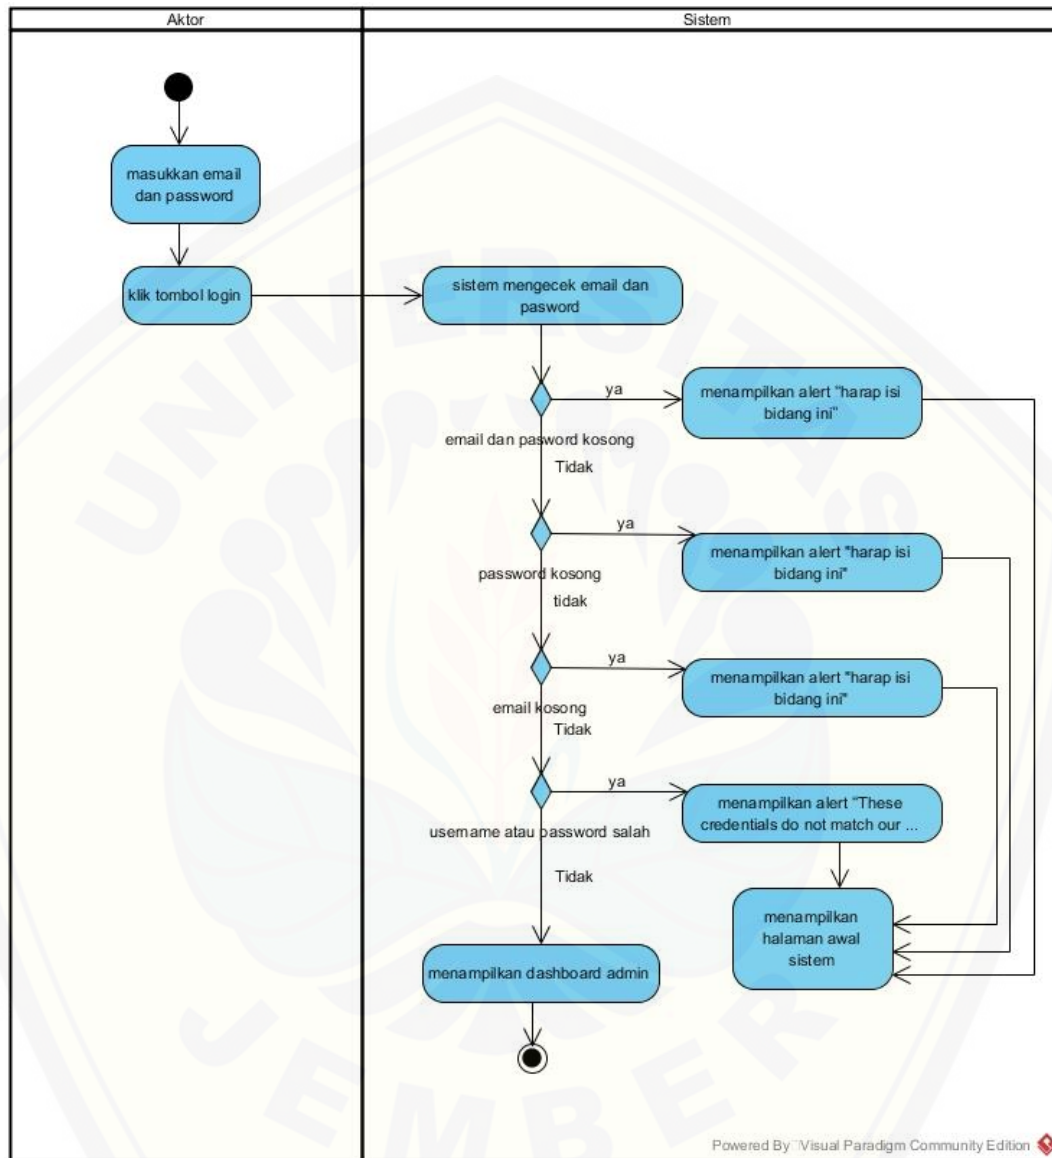 Aktor
Sistem
masukkan email
dan password
klik tombol login
sistem mengecek email dan
pasword
ya
menampilkan alert "harap isi
bidang ini"
email dan pasword kosong
Tidak
ya
menampilkan alert "harap isi
bidang ini"
password kosong
tidak
ya
menampilkan alert "harap isi
bidang ini"
email kosong
Tidak
ya
menampilkan alert "These
credentials do not match our ...
username atau password salah
Tidak
menampilkan
halaman awal
sistem
menampilkan dashboard admin
UNIVERSITAS
JEMBER
Powered By Visual Paradigm Community Edition